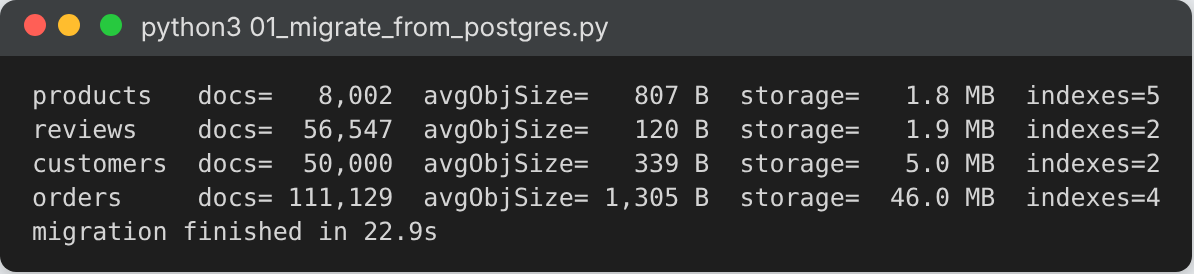 python3 01_migrate_from_postgres.py
products   docs=   8,002  avgObjSize=   807 B  storage=   1.8 MB  indexes=5
reviews    docs=  56,547  avgObjSize=   120 B  storage=   1.9 MB  indexes=2
customers  docs=  50,000  avgObjSize=   339 B  storage=   5.0 MB  indexes=2
orders     docs= 111,129  avgObjSize= 1,305 B  storage=  46.0 MB  indexes=4
migration finished in 22.9s